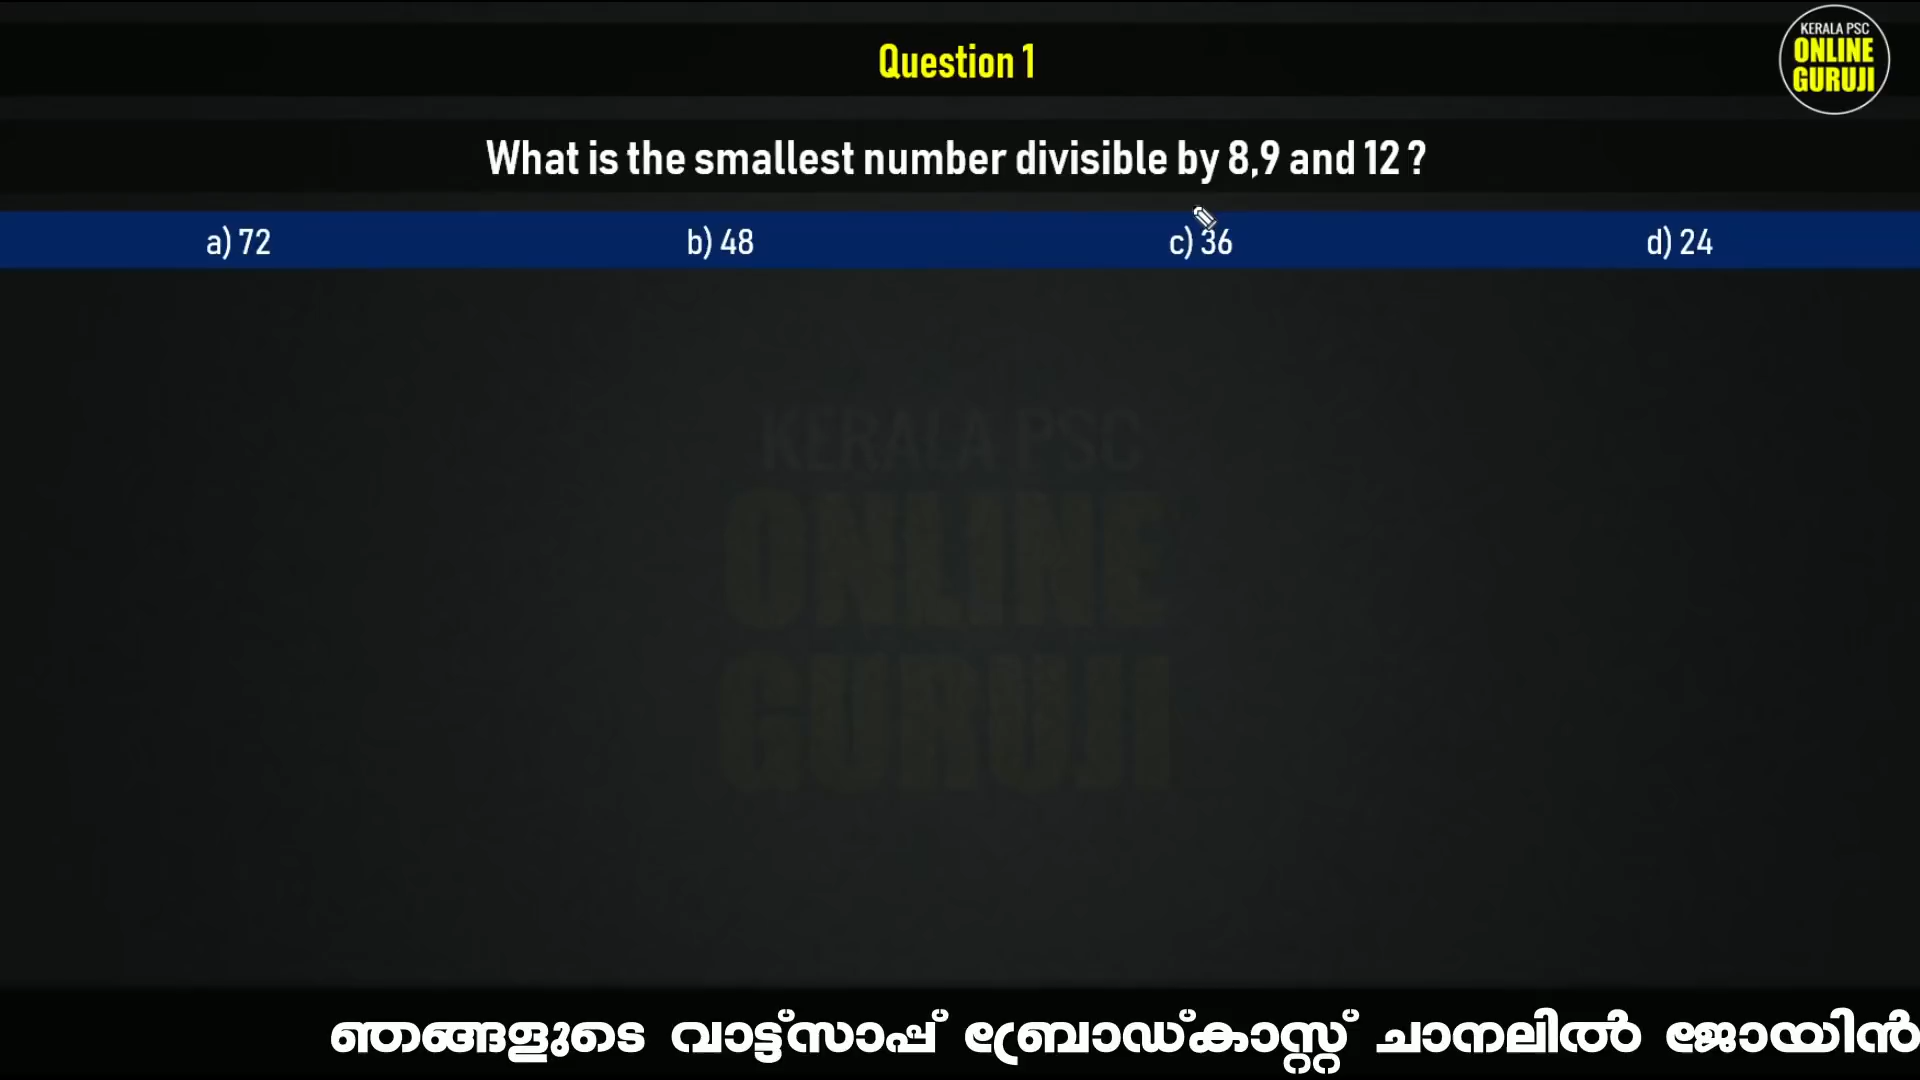 Question 1
KERALA PSC
ONLINE
GURUJI
What is the smallest number divisible by 8,9 and 12 ?
a) 72
b) 48
c) 36
d) 24
KERALA PSC
ONLINE
GURUJI
ഞങ്ങളുടെ വാട്ട്സാപ്പ് ബ്രോഡ്കാസ്റ്റ് ചാനലിൽ ജോയിൻ